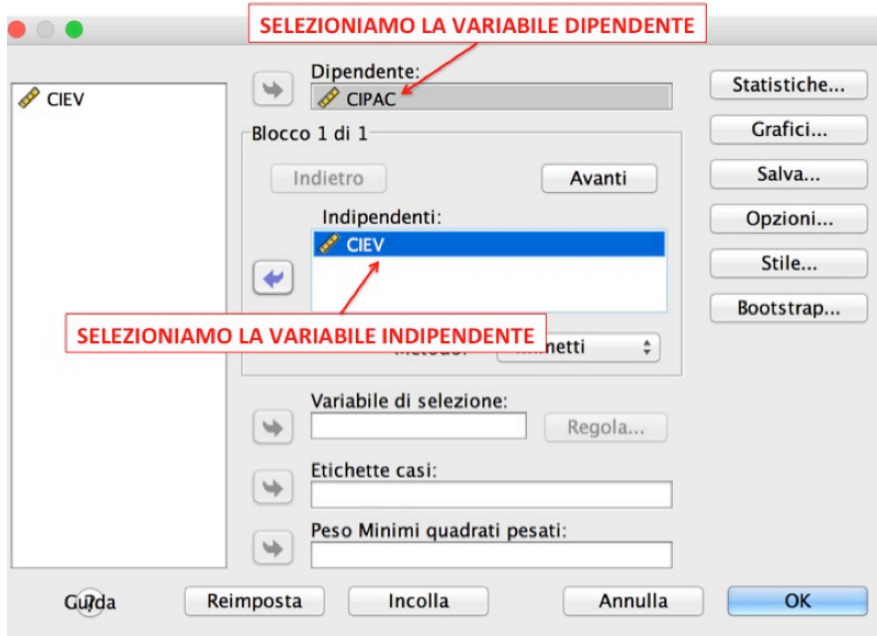 SELEZIONIAMO LA VARIABILE DIPENDENTE
CIEV
Dipendente:
CIPAC
Statistiche...
Blocco 1 di 1
Grafici...
Indietro
Avanti
Salva...
Indipendenti:
Opzioni...
CIEV
Stile...
Bootstrap...
SELEZIONIAMO LA VARIABILE INDIPENDENTE
Variabile di selezione:
Regola...
Etichette casi:
Peso Minimi quadrati pesati:
Guida
?
Reimposta
Incolla
Annulla
OK